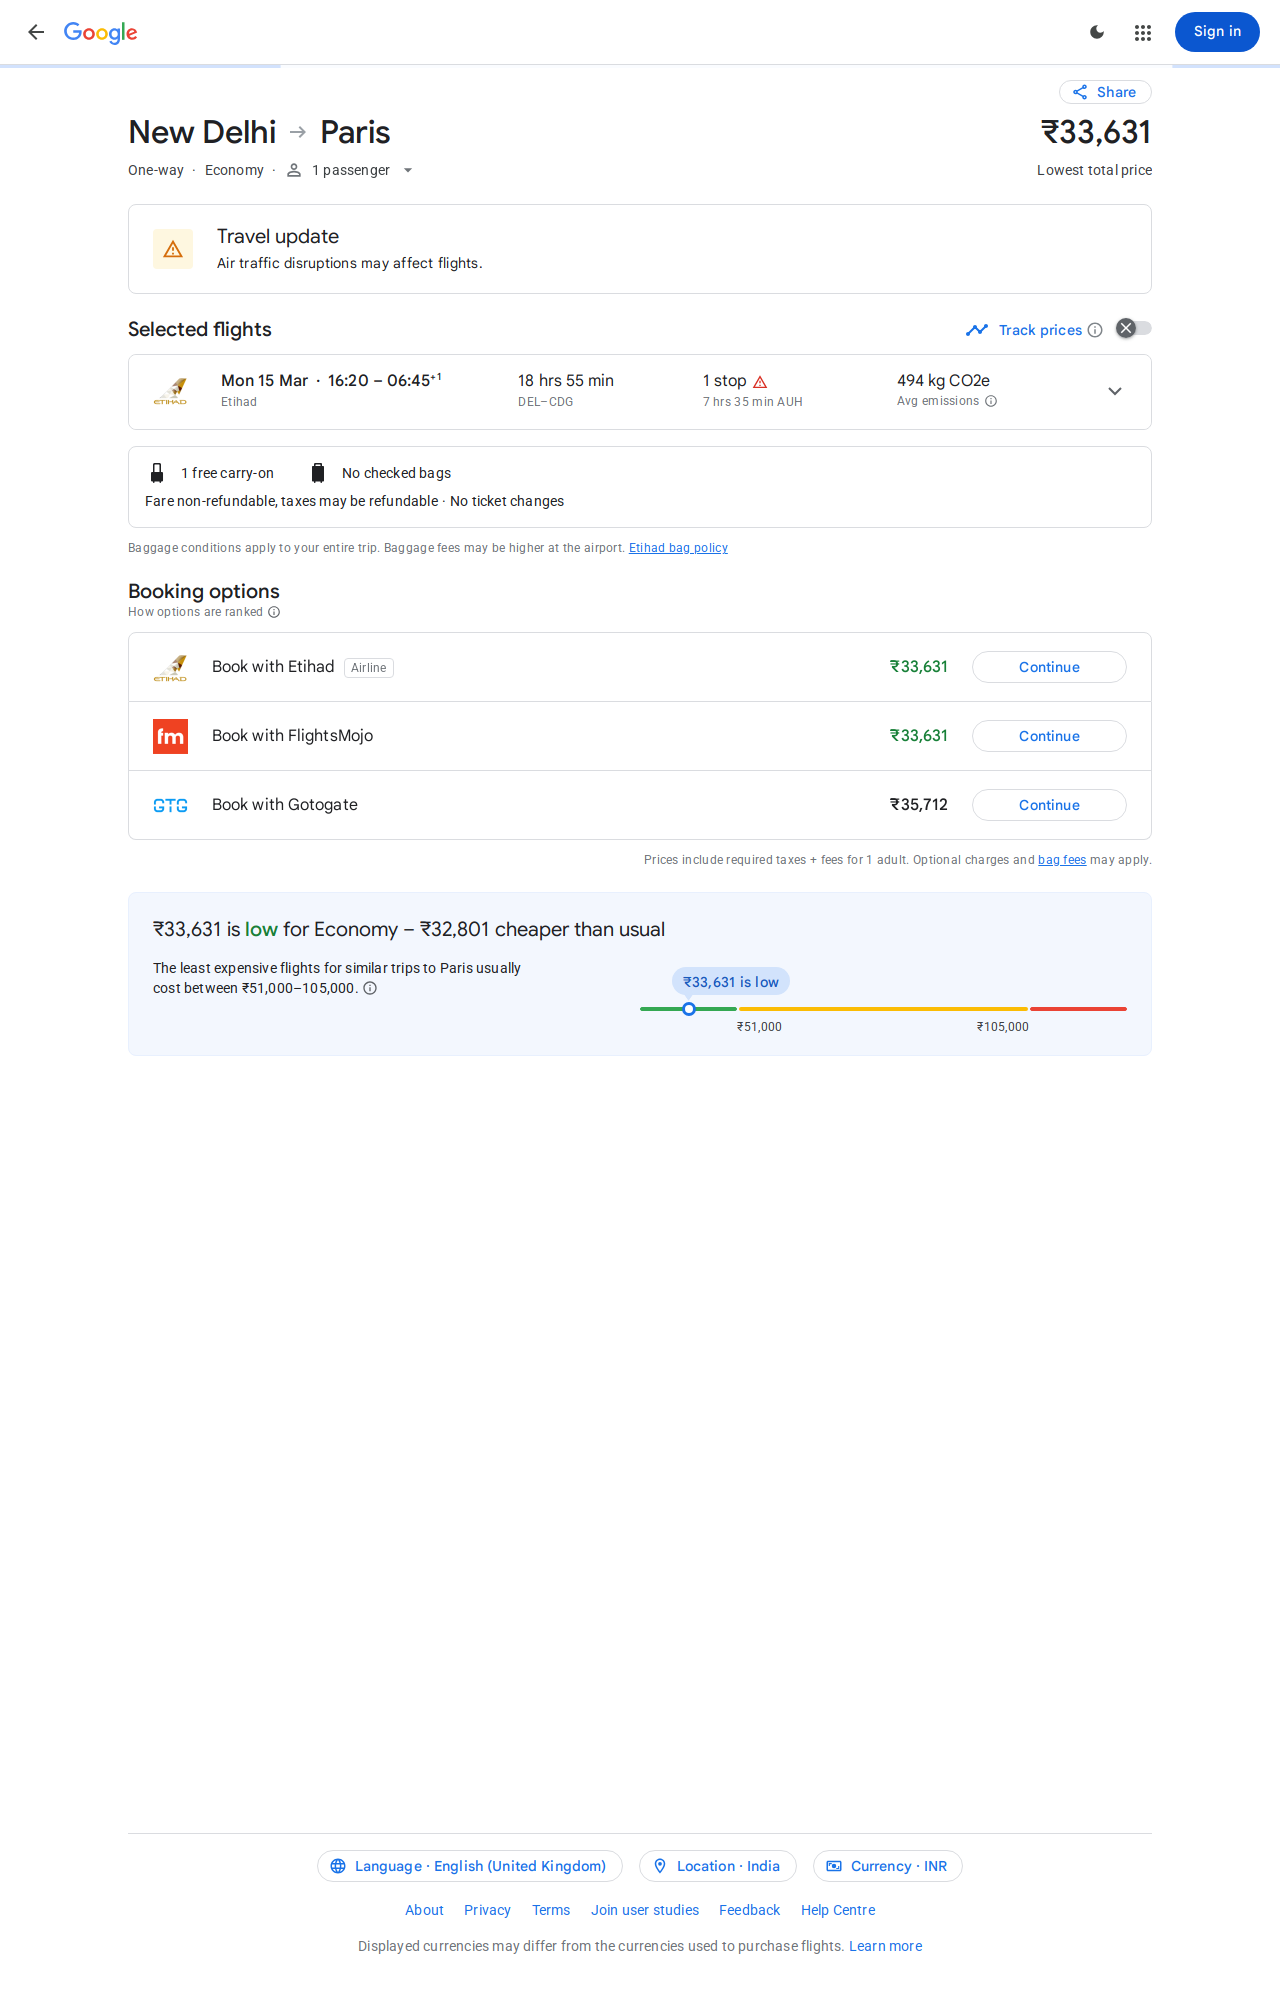 Google
Sign in
Share
New Delhi → Paris
₹33,631
One-way · Economy · 1 passenger
Lowest total price
Travel update
Air traffic disruptions may affect flights.
Selected flights
Track prices
Mon 15 Mar · 16:20 – 06:45+1
18 hrs 55 min
1 stop
494 kg CO2e
ETIHAD
Etihad
DEL–CDG
7 hrs 35 min AUH
Avg emissions
1 free carry-on
No checked bags
Fare non-refundable, taxes may be refundable · No ticket changes
Baggage conditions apply to your entire trip. Baggage fees may be higher at the airport. Etihad bag policy
Booking options
How options are ranked
ETIHAD
Book with Etihad Airline
₹33,631
Continue
fm
Book with FlightsMojo
₹33,631
Continue
GTG
Book with Gotogate
₹35,712
Continue
Prices include required taxes + fees for 1 adult. Optional charges and bag fees may apply.
₹33,631 is low for Economy – ₹32,801 cheaper than usual
The least expensive flights for similar trips to Paris usually
cost between ₹51,000–105,000.
₹33,631 is low
₹51,000
₹105,000
Language · English (United Kingdom)
Location · India
Currency · INR
About Privacy Terms Join user studies Feedback Help Centre
Displayed currencies may differ from the currencies used to purchase flights. Learn more